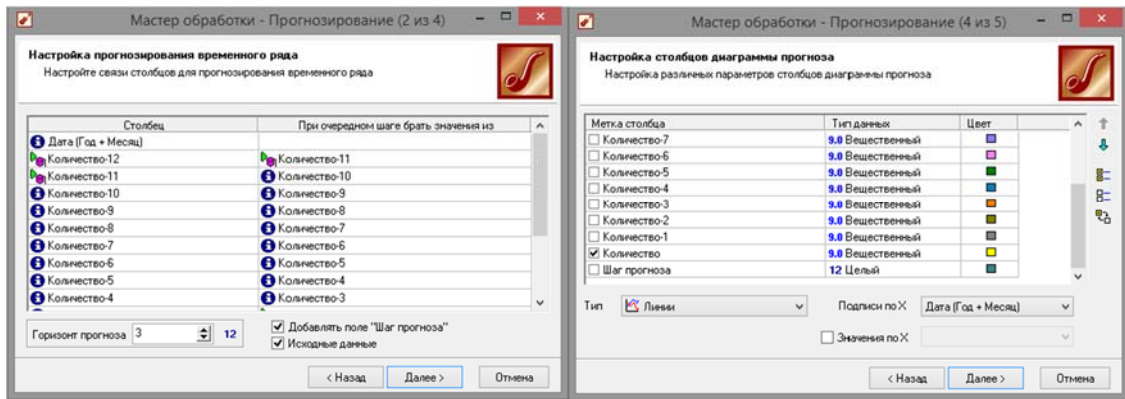 Мастер обработки - Прогнозирование (2 из 4)
Настройка прогнозирования временного ряда
Настройте связи столбцов для прогнозирования временного ряда
Столбец При очередном шаге брать значения из
Дата (Год + Месяц)
Количество-12 Количество-11
Количество-11 Количество-10
Количество-10 Количество-9
Количество-9 Количество-8
Количество-8 Количество-7
Количество-7 Количество-6
Количество-6 Количество-5
Количество-5 Количество-4
Количество-4 Количество-3
Горизонт прогноза 3 12
Добавлять поле "Шаг прогноза"
Исходные данные
< Назад Далее > Отмена
Мастер обработки - Прогнозирование (4 из 5)
Настройка столбцов диаграммы прогноза
Настройка различных параметров столбцов диаграммы прогноза
Метка столбца Тип данных Цвет
Количество-7 9.0 Вещественный
Количество-6 9.0 Вещественный
Количество-5 9.0 Вещественный
Количество-4 9.0 Вещественный
Количество-3 9.0 Вещественный
Количество-2 9.0 Вещественный
Количество-1 9.0 Вещественный
Количество 9.0 Вещественный
Шаг прогноза 12 Целый
Тип Линии Подписи по X Дата (Год + Месяц)
Значения по X
< Назад Далее > Отмена